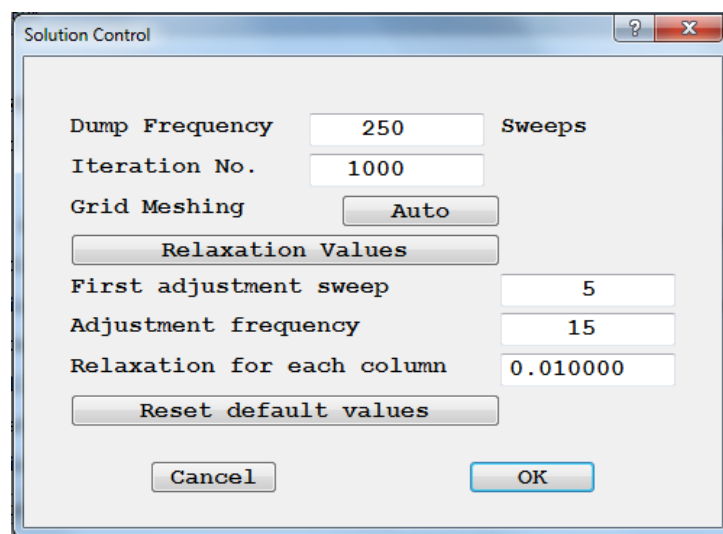 Solution Control
Dump Frequency 250 Sweeps
Iteration No. 1000
Grid Meshing Auto
Relaxation Values
First adjustment sweep 5
Adjustment frequency 15
Relaxation for each column 0.010000
Reset default values
Cancel OK